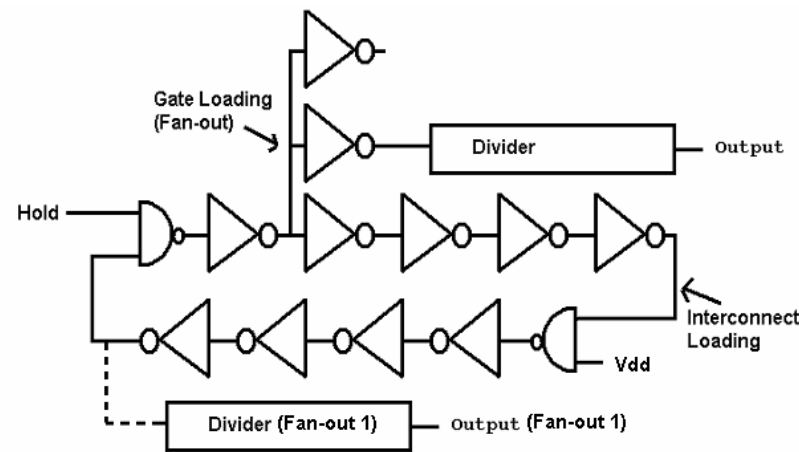 Gate Loading
(Fan-out)
Divider
Output
Hold
Interconnect
Loading
Vdd
Divider (Fan-out 1)
Output (Fan-out 1)